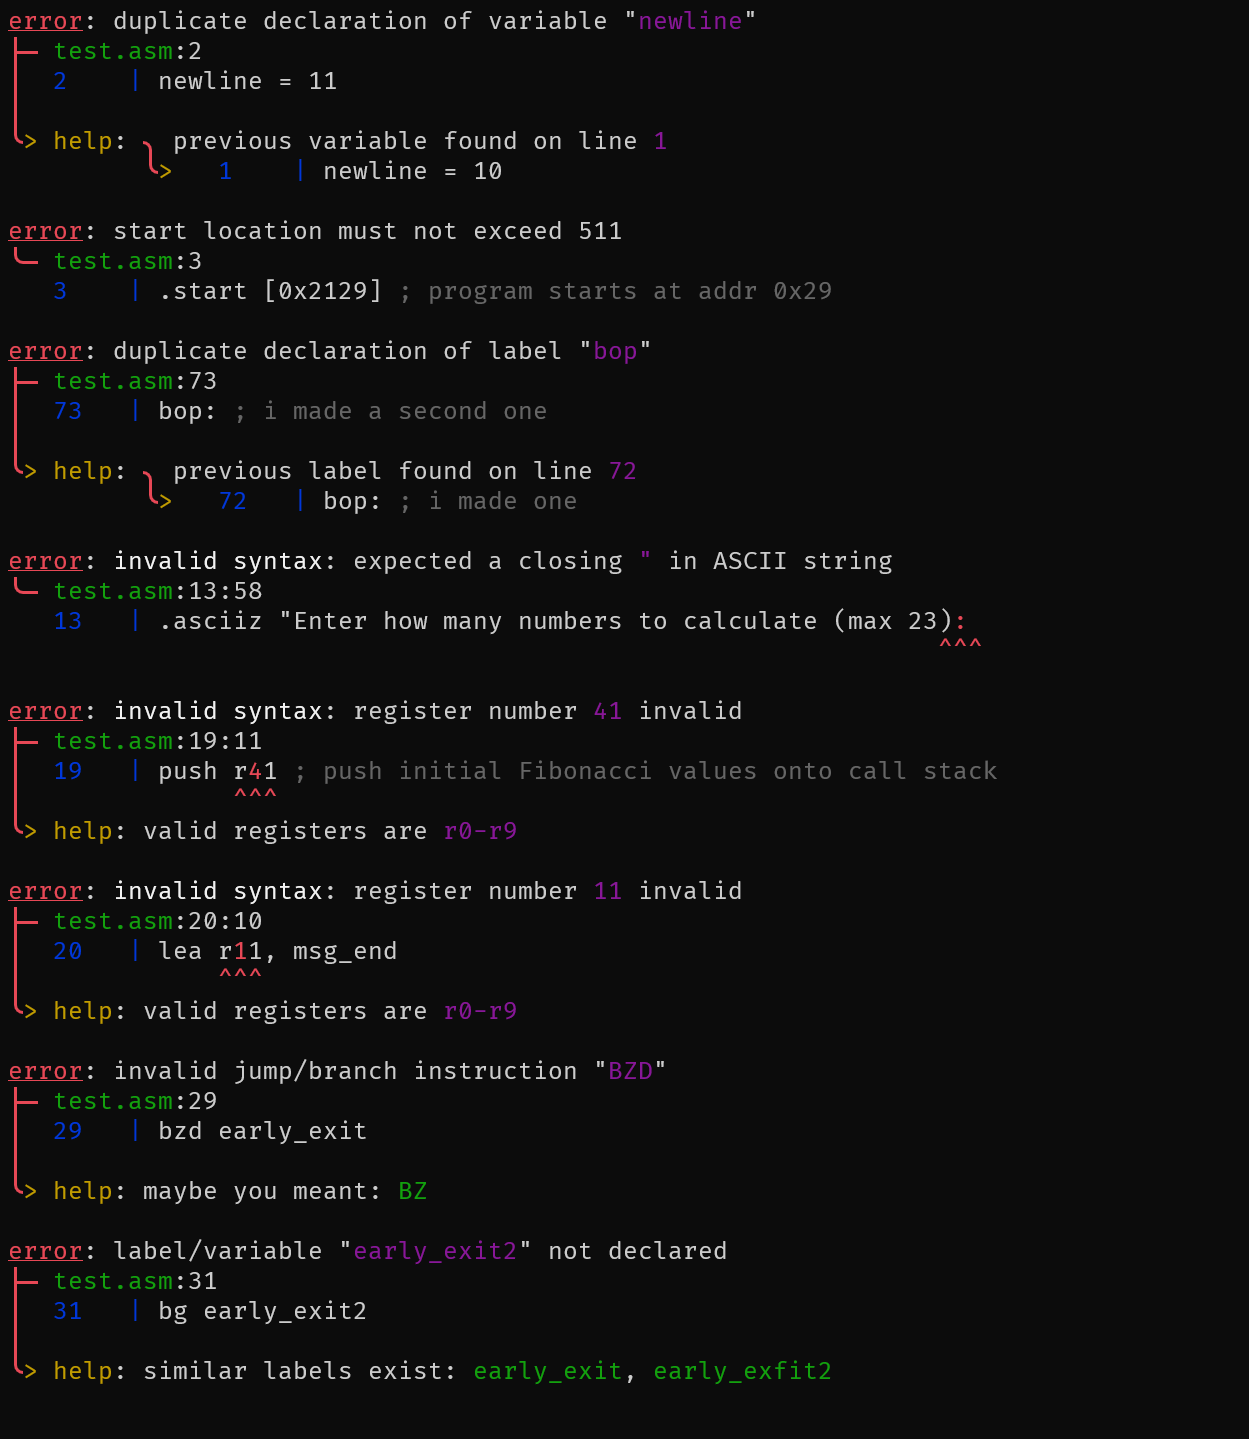 error: duplicate declaration of variable "newline"
test.asm:2
2 | newline = 11
help: previous variable found on line 1
1 | newline = 10
error: start location must not exceed 511
test.asm:3
3 | .start [0x2129] ; program starts at addr 0x29
error: duplicate declaration of label "bop"
test.asm:73
73 | bop: ; i made a second one
help: previous label found on line 72
72 | bop: ; i made one
error: invalid syntax: expected a closing " in ASCII string
test.asm:13:58
13 | .asciiz "Enter how many numbers to calculate (max 23):
^^^
error: invalid syntax: register number 41 invalid
test.asm:19:11
19 | push r41 ; push initial Fibonacci values onto call stack
^^^
help: valid registers are r0-r9
error: invalid syntax: register number 11 invalid
test.asm:20:10
20 | lea r11, msg_end
^^^
help: valid registers are r0-r9
error: invalid jump/branch instruction "BZD"
test.asm:29
29 | bzd early_exit
help: maybe you meant: BZ
error: label/variable "early_exit2" not declared
test.asm:31
31 | bg early_exit2
help: similar labels exist: early_exit, early_exfit2